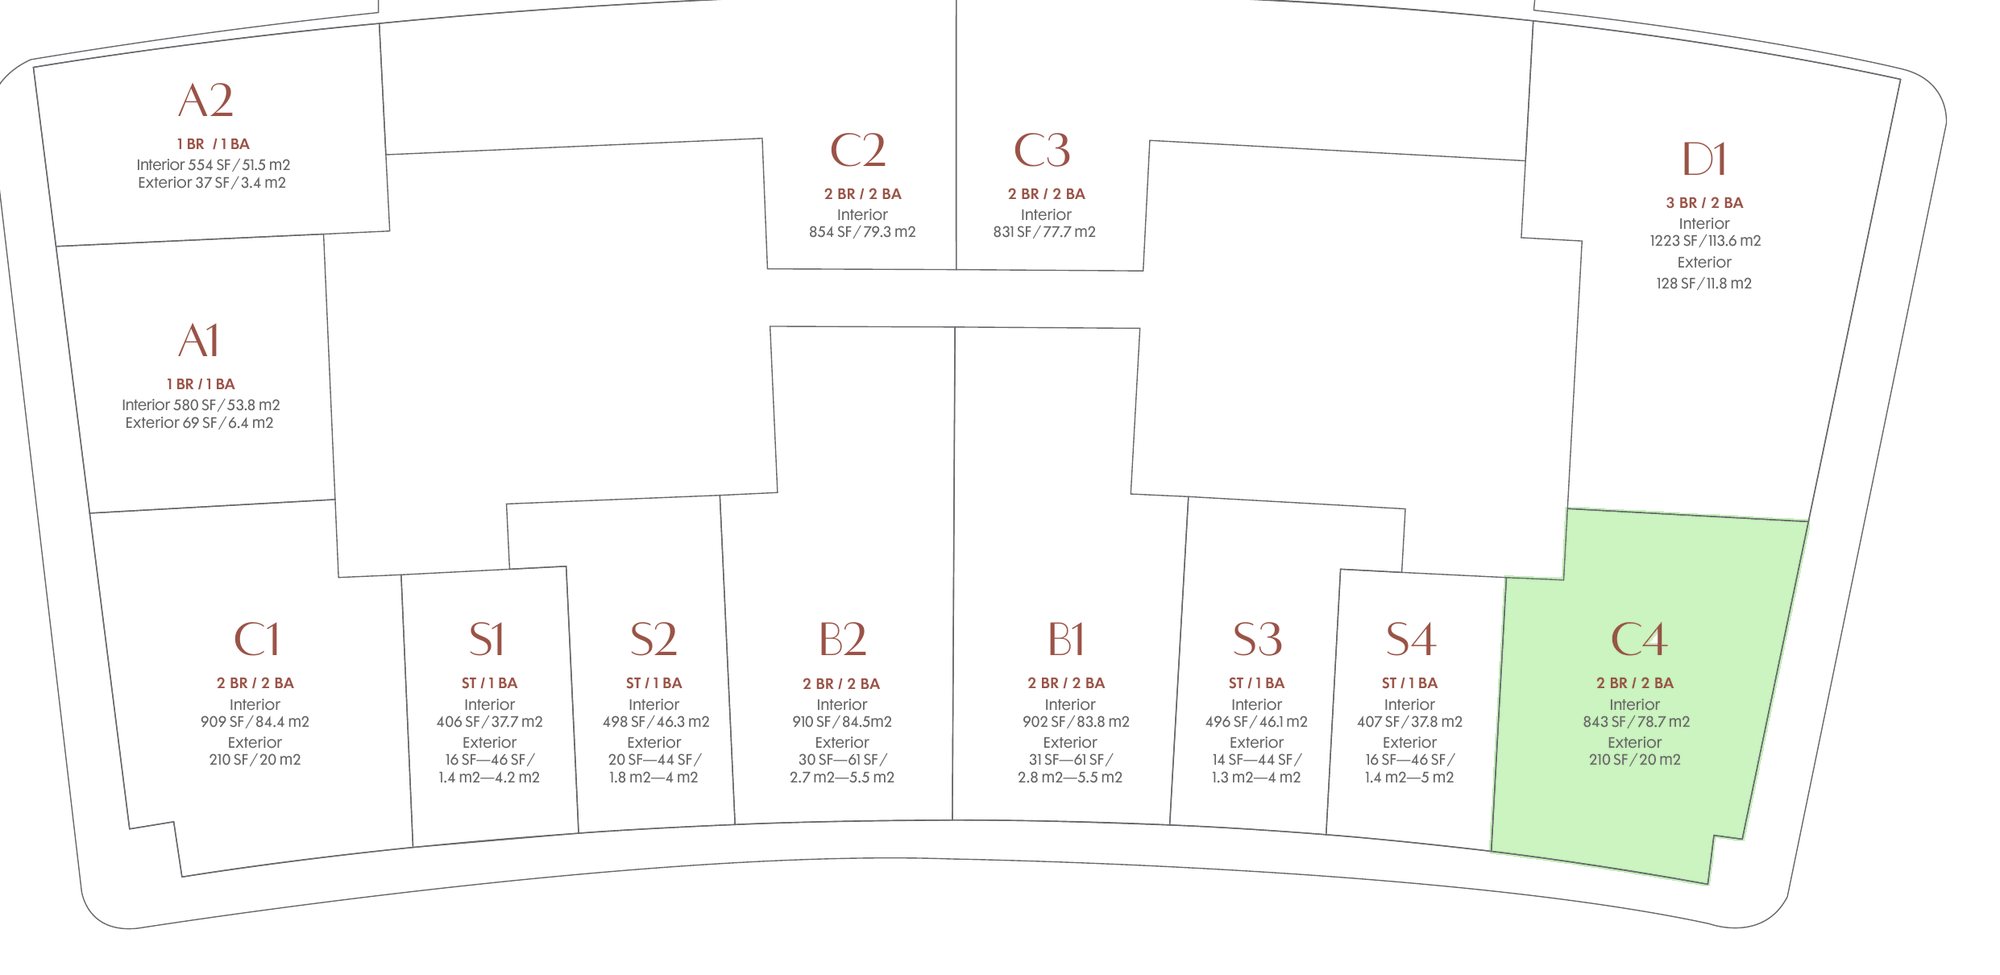 A2
1 BR / 1 BA
Interior 554 SF / 51.5 m2
Exterior 37 SF / 3.4 m2
C2
2 BR / 2 BA
Interior
854 SF / 79.3 m2
C3
2 BR / 2 BA
Interior
831 SF / 77.7 m2
D1
3 BR / 2 BA
Interior
1223 SF / 113.6 m2
Exterior
128 SF / 11.8 m2
A1
1 BR / 1 BA
Interior 580 SF / 53.8 m2
Exterior 69 SF / 6.4 m2
C1
2 BR / 2 BA
Interior
909 SF / 84.4 m2
Exterior
210 SF / 20 m2
S1
ST / 1 BA
Interior
406 SF / 37.7 m2
Exterior
16 SF—46 SF /
1.4 m2—4.2 m2
S2
ST / 1 BA
Interior
498 SF / 46.3 m2
Exterior
20 SF—44 SF /
1.8 m2—4 m2
B2
2 BR / 2 BA
Interior
910 SF / 84.5m2
Exterior
30 SF—61 SF /
2.7 m2—5.5 m2
B1
2 BR / 2 BA
Interior
902 SF / 83.8 m2
Exterior
31 SF—61 SF /
2.8 m2—5.5 m2
S3
ST / 1 BA
Interior
496 SF / 46.1 m2
Exterior
14 SF—44 SF /
1.3 m2—4 m2
S4
ST / 1 BA
Interior
407 SF / 37.8 m2
Exterior
16 SF—46 SF /
1.4 m2—5 m2
C4
2 BR / 2 BA
Interior
843 SF / 78.7 m2
Exterior
210 SF / 20 m2